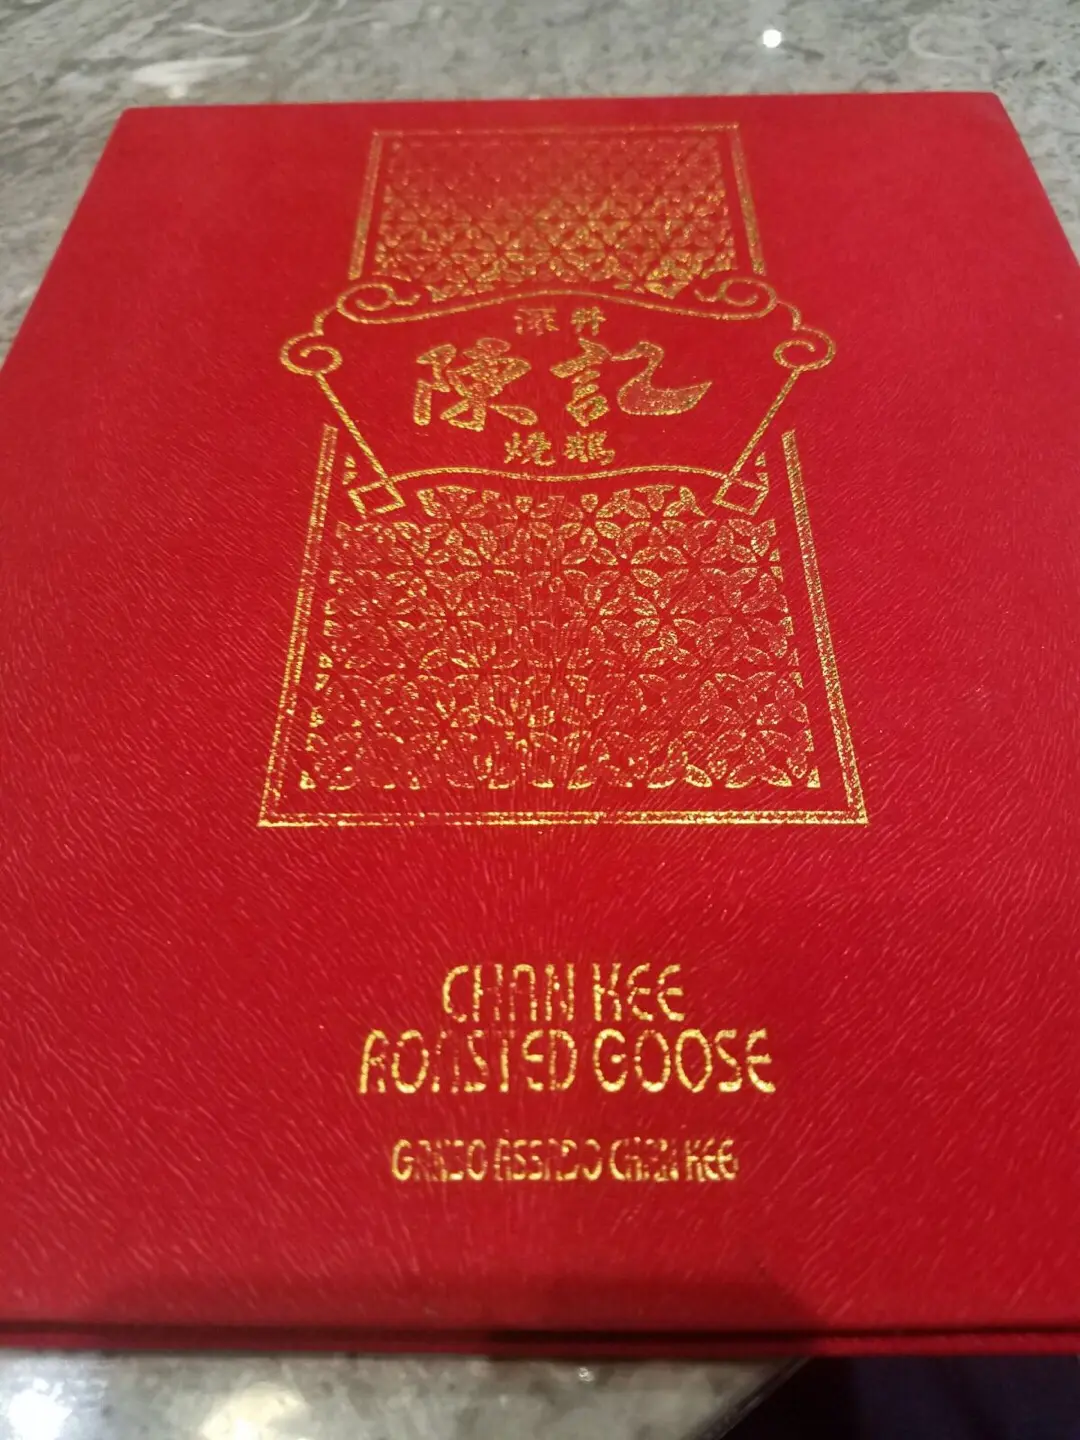 深井
陳記
燒鵝
CHAN KEE
ROASTED GOOSE
GANSO ASSADO CHAN KEE